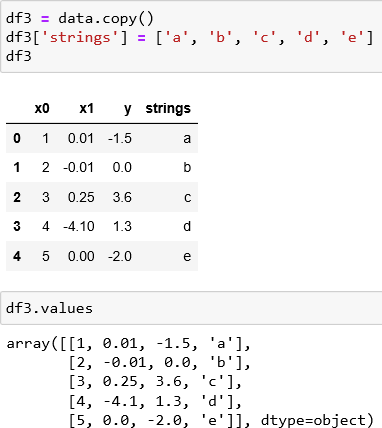 df3 = data.copy()
df3['strings'] = ['a', 'b', 'c', 'd', 'e']
df3
x0 x1 y strings
0 1 0.01 -1.5 a
1 2 -0.01 0.0 b
2 3 0.25 3.6 c
3 4 -4.10 1.3 d
4 5 0.00 -2.0 e
df3.values
array([[1, 0.01, -1.5, 'a'],
[2, -0.01, 0.0, 'b'],
[3, 0.25, 3.6, 'c'],
[4, -4.1, 1.3, 'd'],
[5, 0.0, -2.0, 'e']], dtype=object)